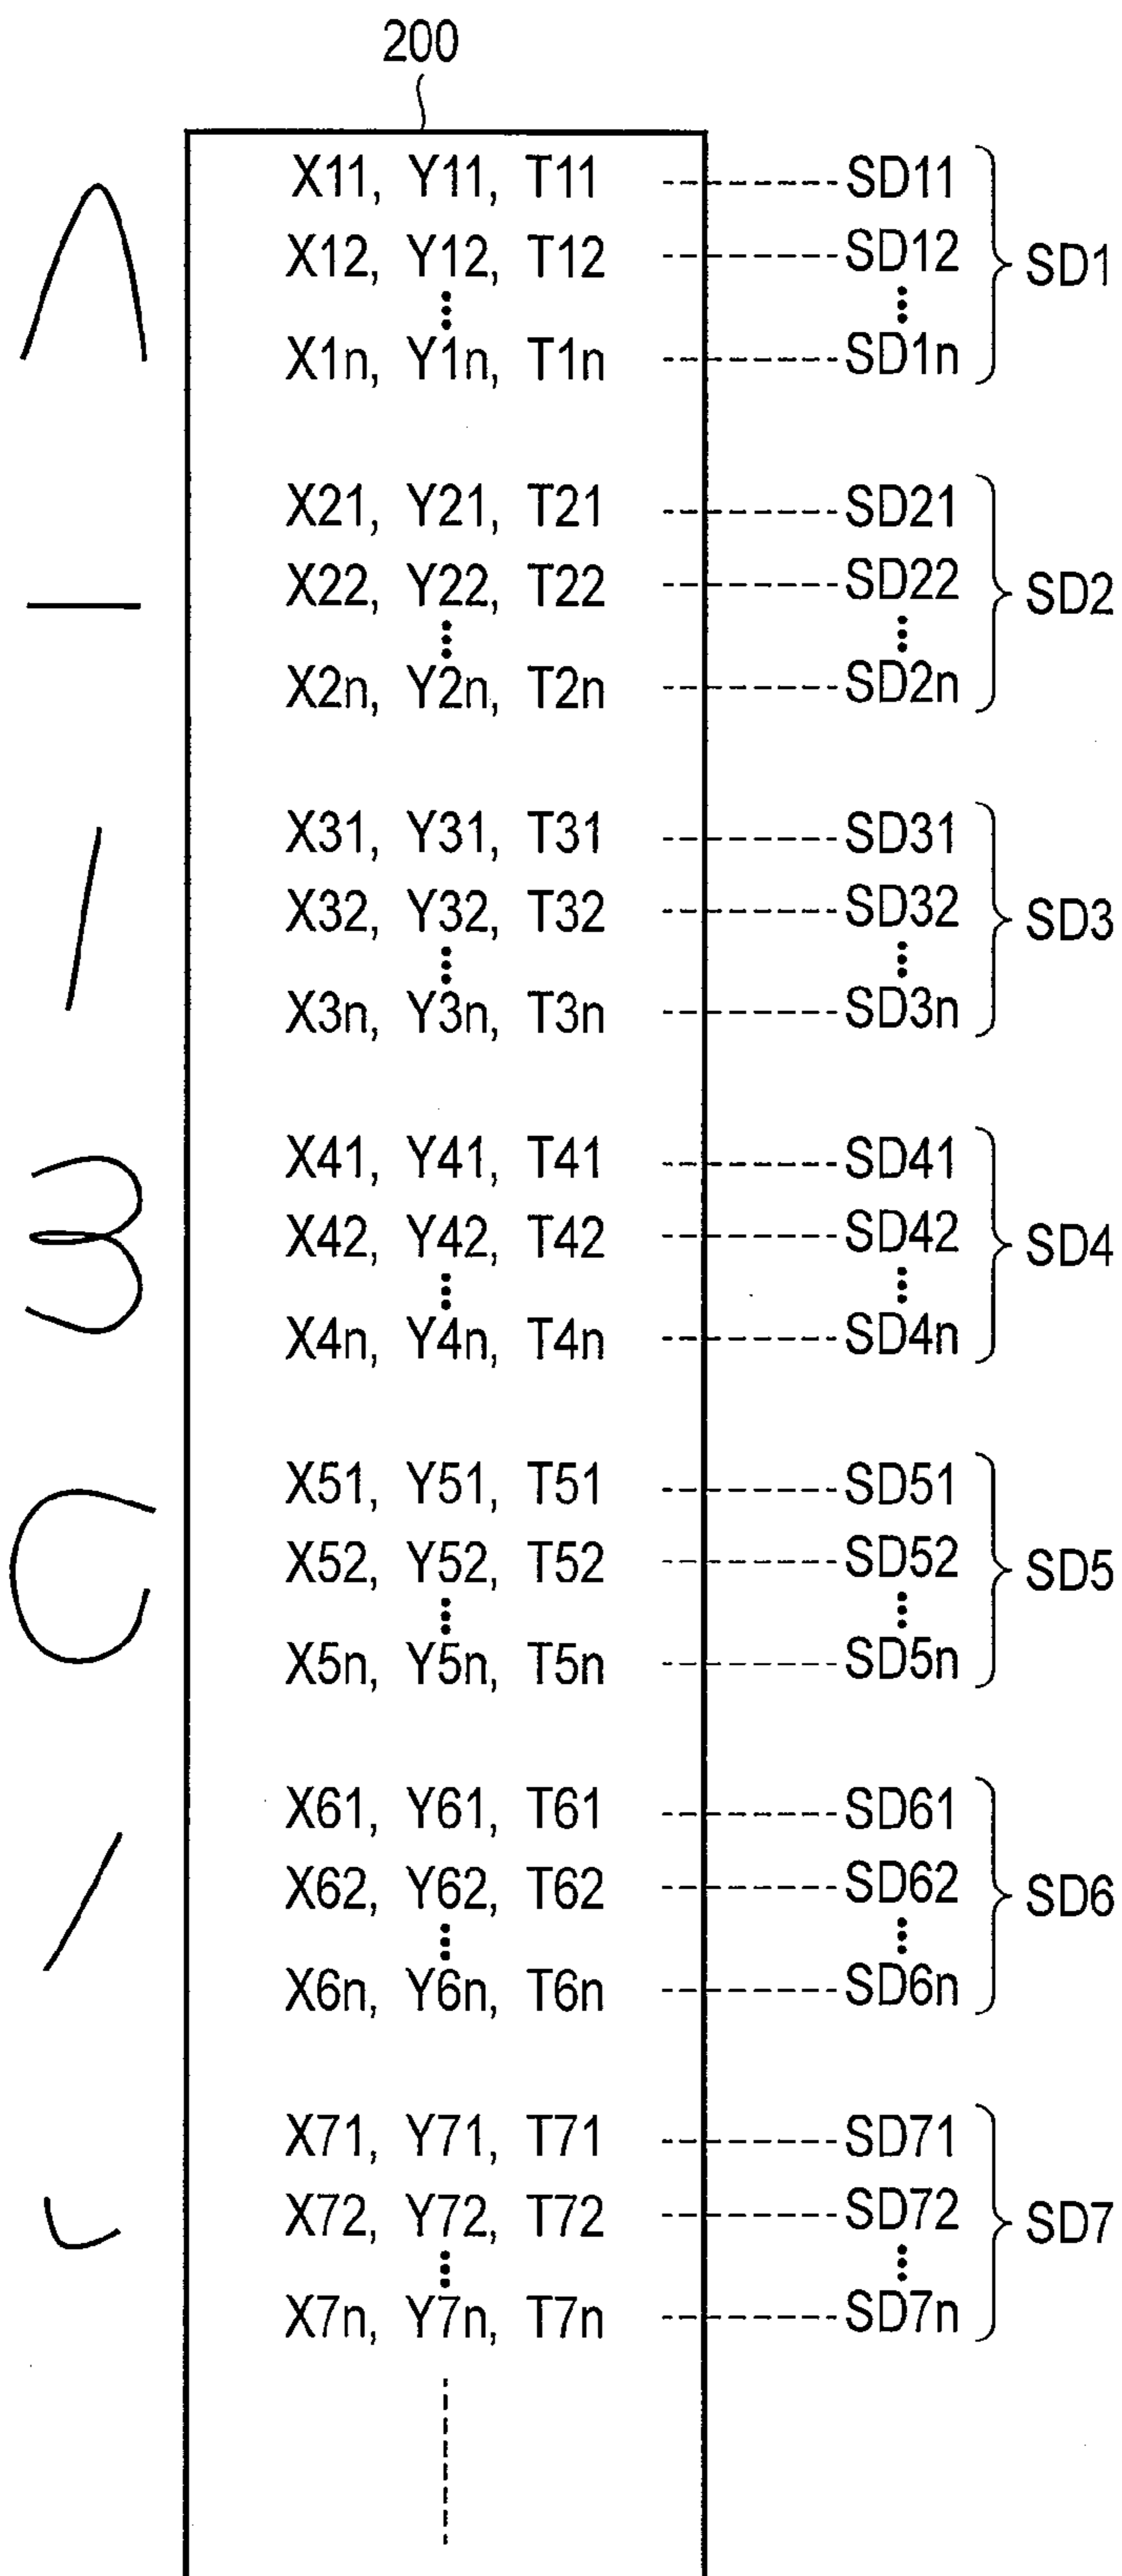 200
X11, Y11, T11 SD11
X12, Y12, T12 SD12 SD1
X1n, Y1n, T1n SD1n
X21, Y21, T21 SD21
X22, Y22, T22 SD22 SD2
X2n, Y2n, T2n SD2n
X31, Y31, T31 SD31
X32, Y32, T32 SD32 SD3
X3n, Y3n, T3n SD3n
X41, Y41, T41 SD41
X42, Y42, T42 SD42 SD4
X4n, Y4n, T4n SD4n
X51, Y51, T51 SD51
X52, Y52, T52 SD52 SD5
X5n, Y5n, T5n SD5n
X61, Y61, T61 SD61
X62, Y62, T62 SD62 SD6
X6n, Y6n, T6n SD6n
X71, Y71, T71 SD71
X72, Y72, T72 SD72 SD7
X7n, Y7n, T7n SD7n